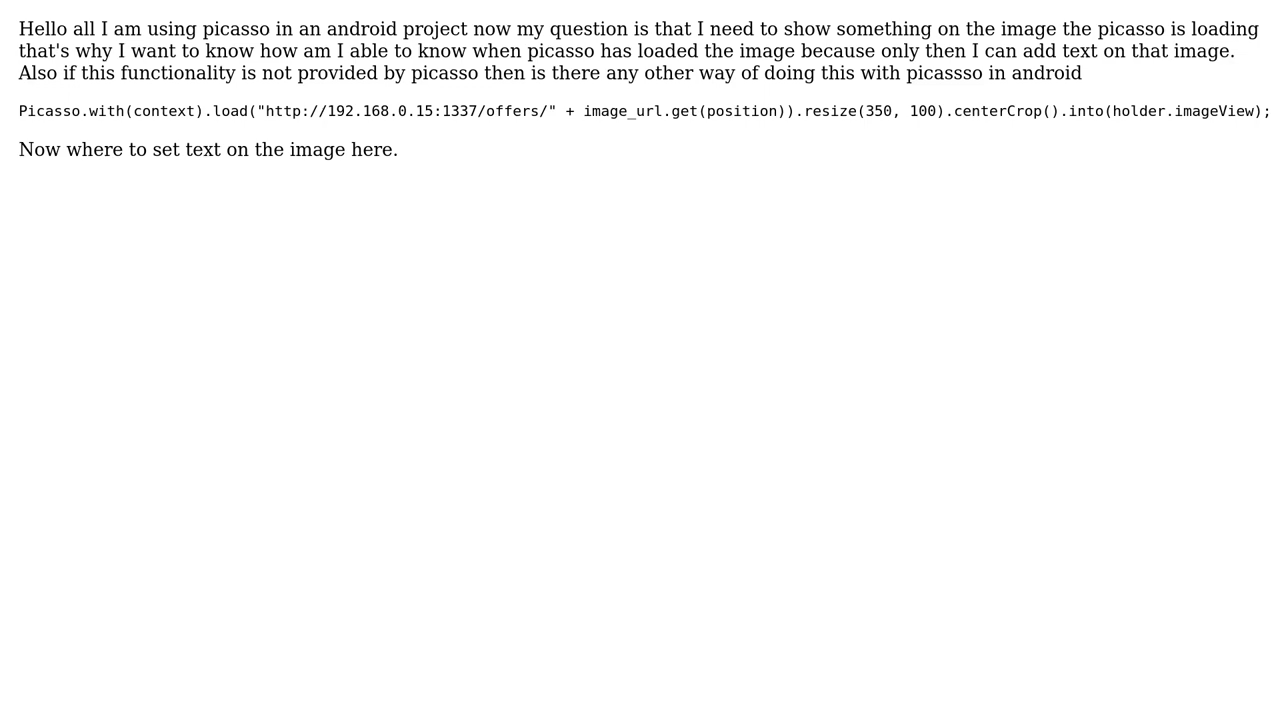 Hello all I am using picasso in an android project now my question is that I need to show something on the image the picasso is loading
that's why I want to know how am I able to know when picasso has loaded the image because only then I can add text on that image.
Also if this functionality is not provided by picasso then is there any other way of doing this with picassso in android
Picasso.with(context).load("http://192.168.0.15:1337/offers/" + image_url.get(position)).resize(350, 100).centerCrop().into(holder.imageView);
Now where to set text on the image here.